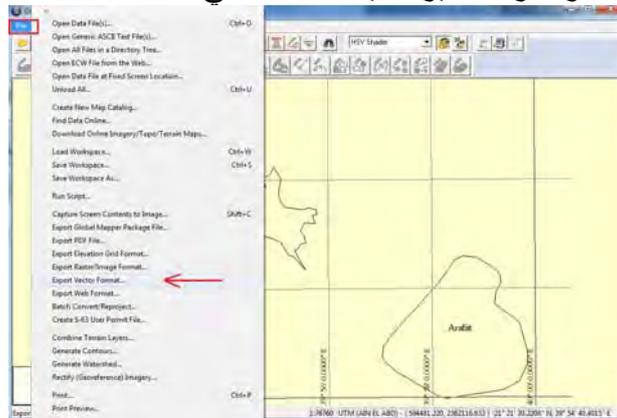 File
Open Data File(s)... Ctrl+O
Open Generic ASCII Text File(s)...
Open All Files in a Directory Tree...
Open ECW File from the Web...
Open Data File at Fixed Screen Location...
Unload All... Ctrl+U
Create New Map Catalog...
Find Data Online...
Download Online Imagery/Topo/Terrain Maps...
Load Workspace... Ctrl+W
Save Workspace... Ctrl+S
Save Workspace As...
Run Script...
Capture Screen Contents to Image... Shift+C
Export Global Mapper Package File...
Export PDF File...
Export Elevation Grid Format...
Export Raster/Image Format...
Export Vector Format...
Export Web Format...
Batch Convert/Reproject...
Create S-63 User Permit File...
Combine Terrain Layers...
Generate Contours...
Generate Watershed...
Rectify (Georeference) Imagery...
Print... Ctrl+P
Print Preview...
HSV Shader
Arafat